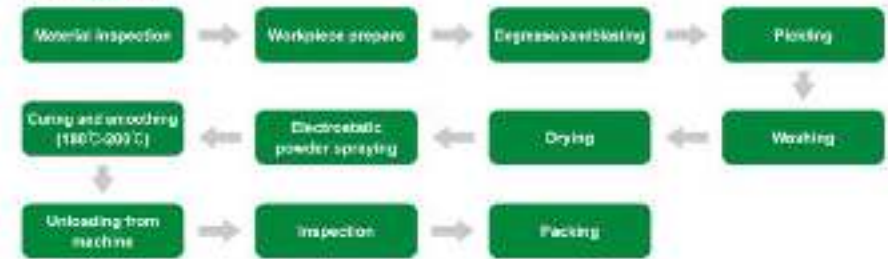 Material inspection
Workpiece prepare
Degrease/sandblasting
Pickling
Washing
Drying
Electrostatic
powder spraying
Curing and smoothing
(180℃-200℃)
Unloading from
machine
Inspection
Packing